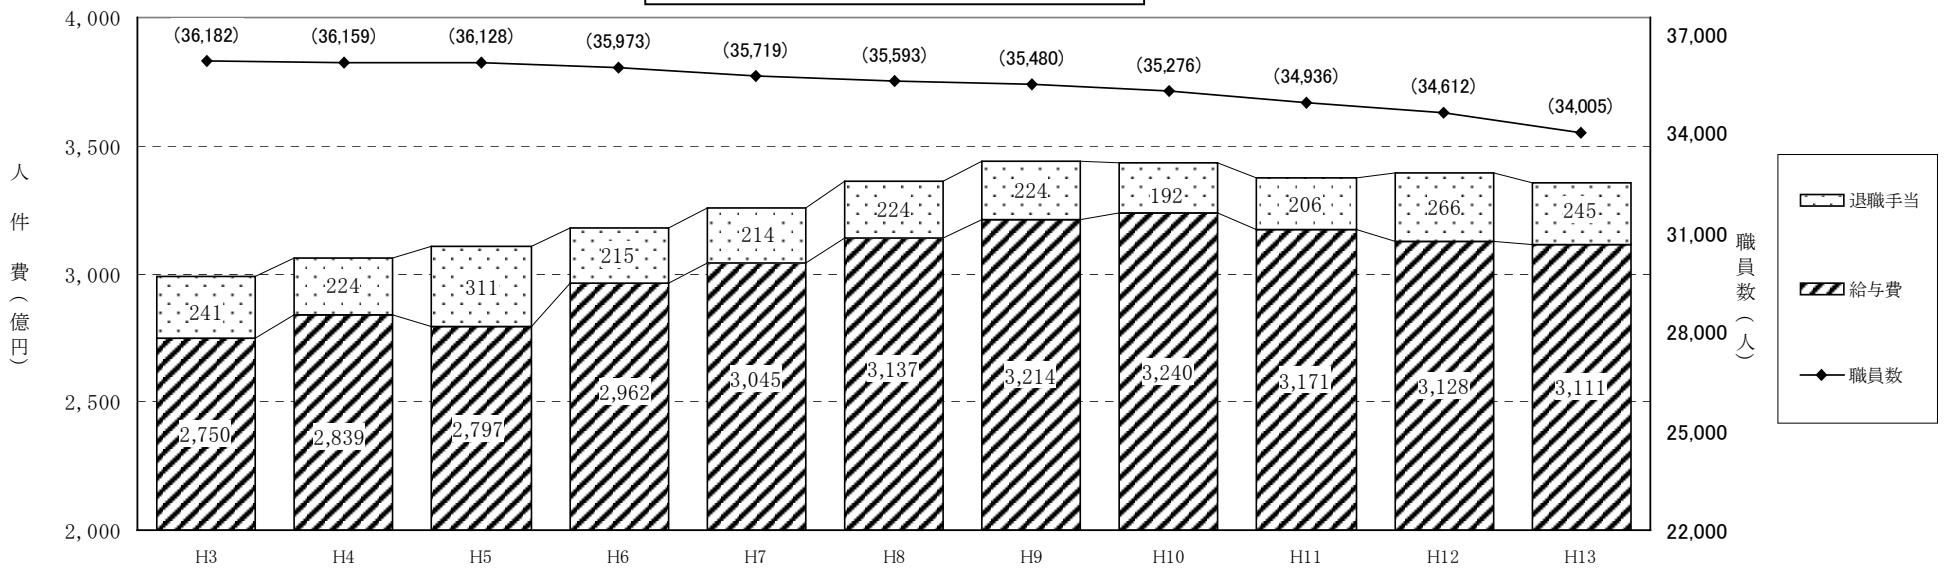 4,000
3,500
3,000
2,500
2,000
人件費（億円）
（36,182）
（36,159）
（36,128）
（35,973）
（35,719）
（35,593）
（35,480）
（35,276）
（34,936）
（34,612）
（34,005）
241
224
311
215
214
224
224
192
206
266
245
2,750
2,839
2,797
2,962
3,045
3,137
3,214
3,240
3,171
3,128
3,111
H3
H4
H5
H6
H7
H8
H9
H10
H11
H12
H13
37,000
34,000
31,000
28,000
25,000
22,000
職員数（人）
退職手当
給与費
職員数